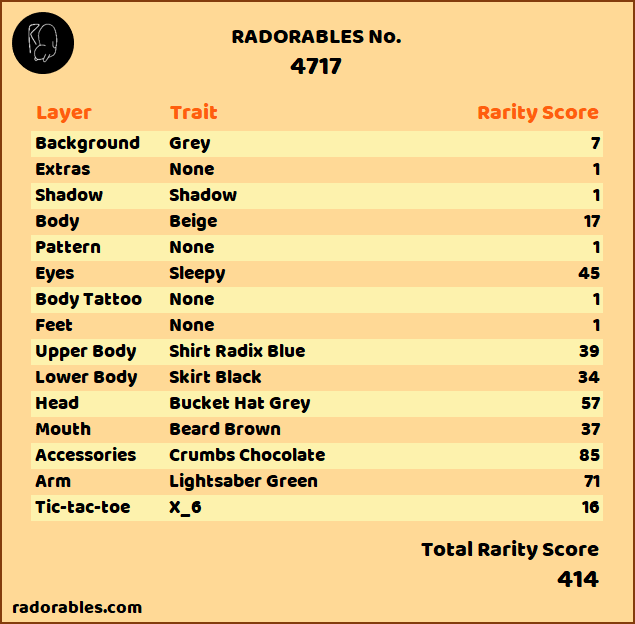 RADORABLES No.
4717
Layer Trait Rarity Score
Background Grey 7
Extras None 1
Shadow Shadow 1
Body Beige 17
Pattern None 1
Eyes Sleepy 45
Body Tattoo None 1
Feet None 1
Upper Body Shirt Radix Blue 39
Lower Body Skirt Black 34
Head Bucket Hat Grey 57
Mouth Beard Brown 37
Accessories Crumbs Chocolate 85
Arm Lightsaber Green 71
Tic-tac-toe X_6 16
Total Rarity Score
414
radorables.com